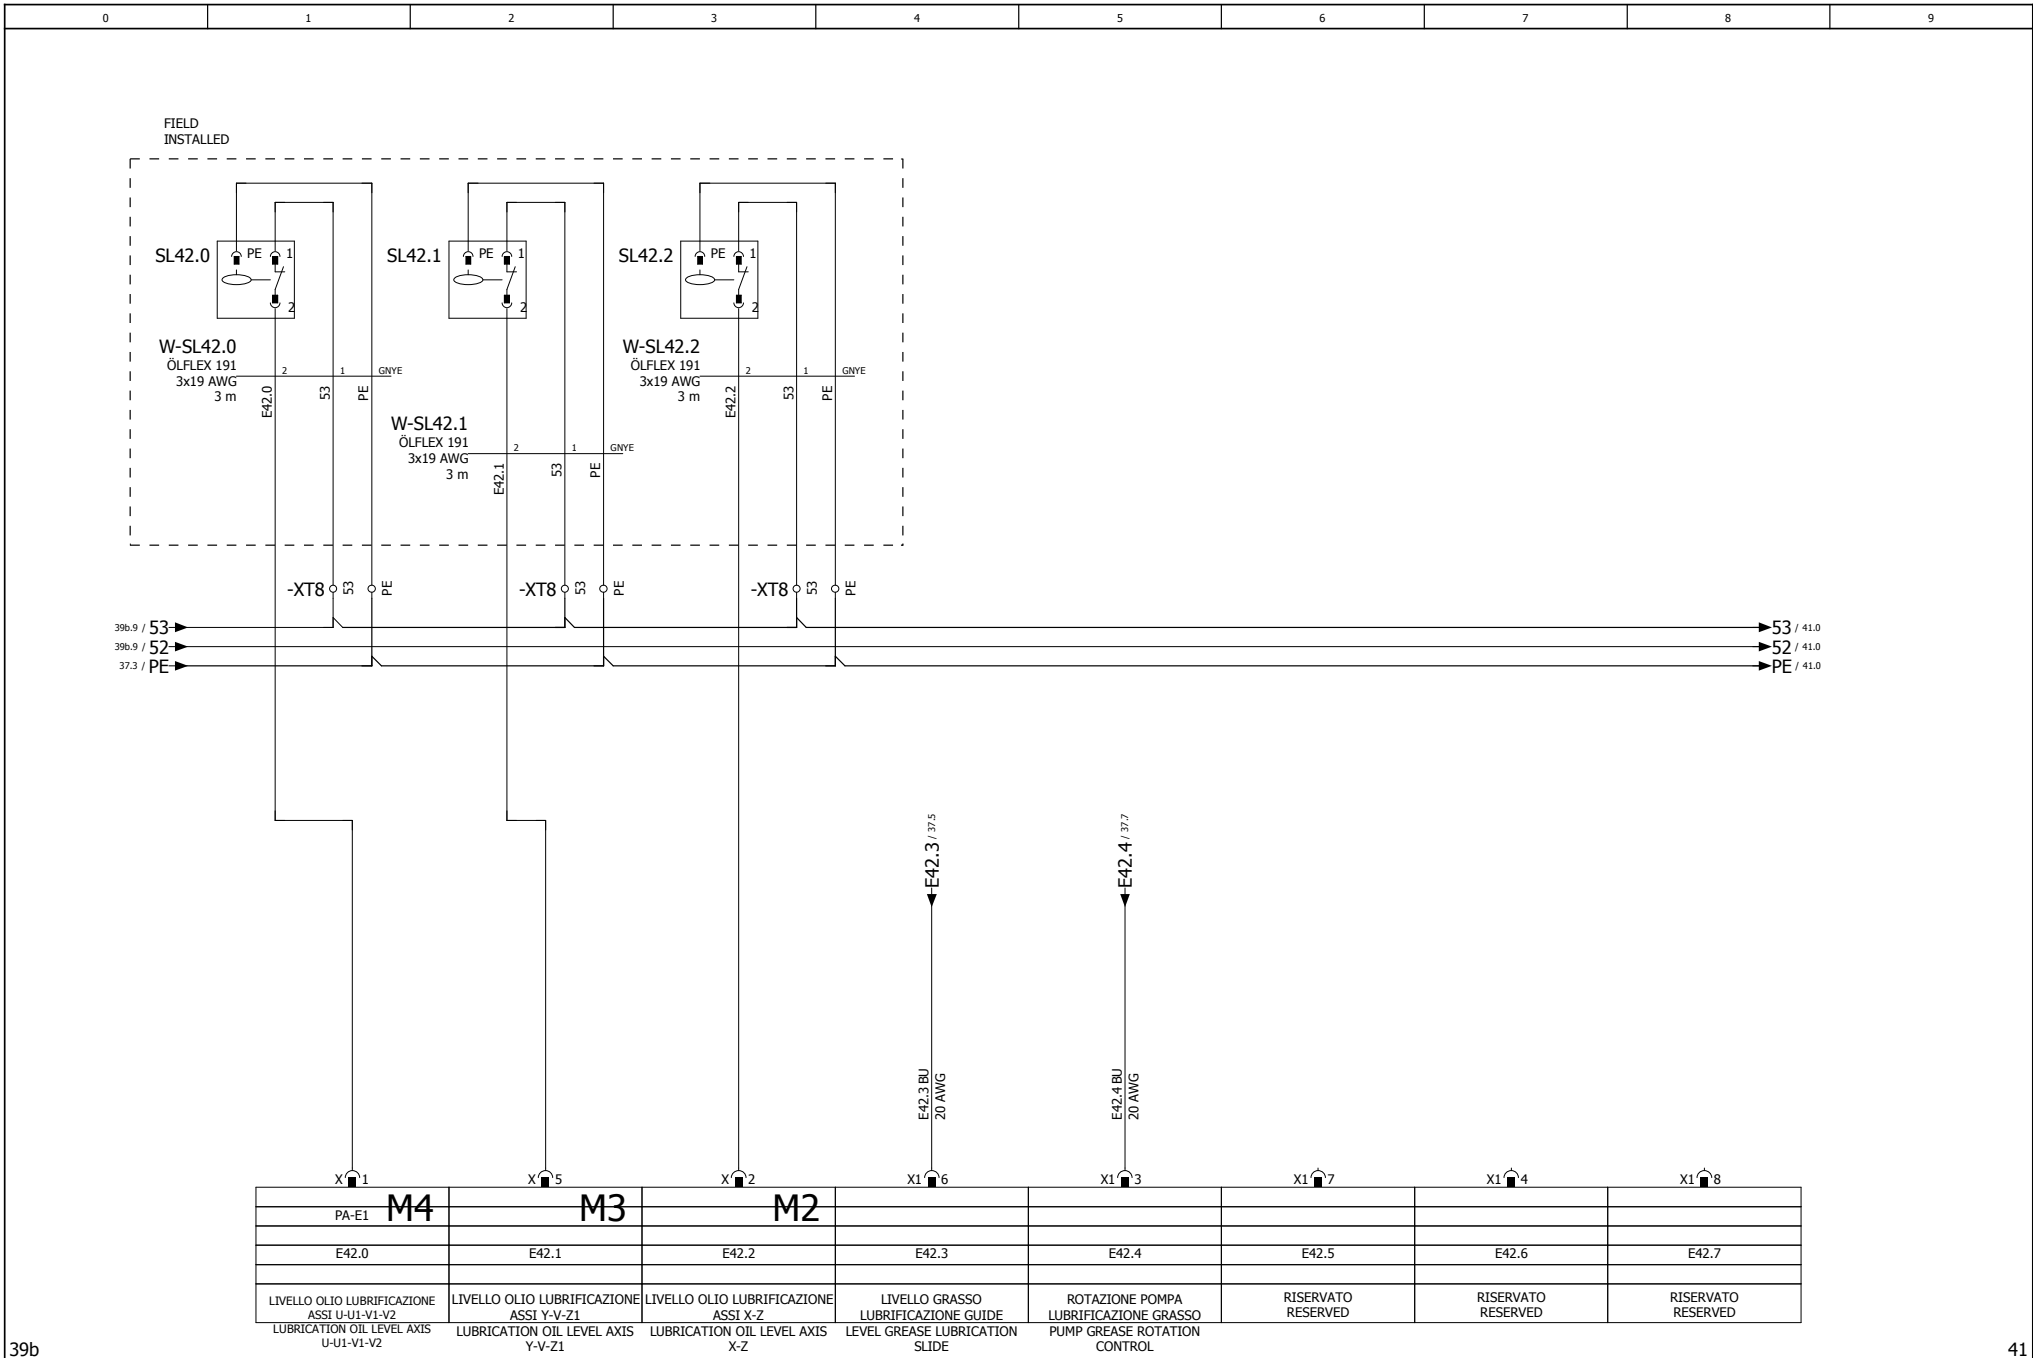 0 1 2 3 4 5 6 7 8 9
FIELD
INSTALLED
SL42.0 PE 1
2
SL42.1 PE 1
2
SL42.2 PE 1
2
W-SL42.0
ÖLFLEX 191
3x19 AWG
3 m
2 1 GNYE
E42.0 53 PE
W-SL42.1
ÖLFLEX 191
3x19 AWG
3 m
2 1 GNYE
E42.1 53 PE
W-SL42.2
ÖLFLEX 191
3x19 AWG
3 m
2 1 GNYE
E42.2 53 PE
-XT8 53 PE
-XT8 53 PE
-XT8 53 PE
39b.9 / 53
39b.9 / 52
37.3 / PE
53 / 41.0
52 / 41.0
PE / 41.0
E42.3 / 37.5
E42.4 / 37.7
E42.3 BU
20 AWG
E42.4 BU
20 AWG
X 1 X 5 X 2 X1 6 X1 3 X1 7 X1 4 X1 8
PA-E1 M4 M3 M2
E42.0 E42.1 E42.2 E42.3 E42.4 E42.5 E42.6 E42.7
LIVELLO OLIO LUBRIFICAZIONE
ASSI U-U1-V1-V2
LUBRICATION OIL LEVEL AXIS
U-U1-V1-V2
LIVELLO OLIO LUBRIFICAZIONE
ASSI Y-V-Z1
LUBRICATION OIL LEVEL AXIS
Y-V-Z1
LIVELLO OLIO LUBRIFICAZIONE
ASSI X-Z
LUBRICATION OIL LEVEL AXIS
X-Z
LIVELLO GRASSO
LUBRIFICAZIONE GUIDE
LEVEL GREASE LUBRICATION
SLIDE
ROTAZIONE POMPA
LUBRIFICAZIONE GRASSO
PUMP GREASE ROTATION
CONTROL
RISERVATO
RESERVED
RISERVATO
RESERVED
RISERVATO
RESERVED
39b
41